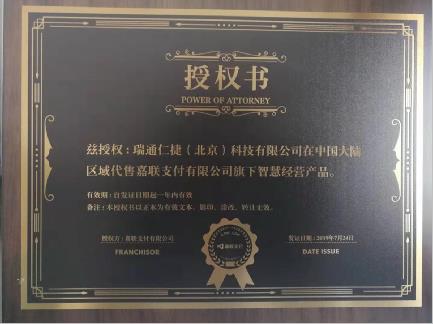 授权书
POWER OF ATTORNEY
兹授权：瑞通仁捷（北京）科技有限公司在中国大陆
区域代售嘉联支付有限公司旗下智慧经营产品。
有效期：自发证日期起一年内有效
备注：本授权书以正本为有效文本，影印、涂改、转让无效。
授权方：嘉联支付有限公司
FRANCHISOR
嘉联支付
发证日期：2019年7月24日
DATE ISSUE